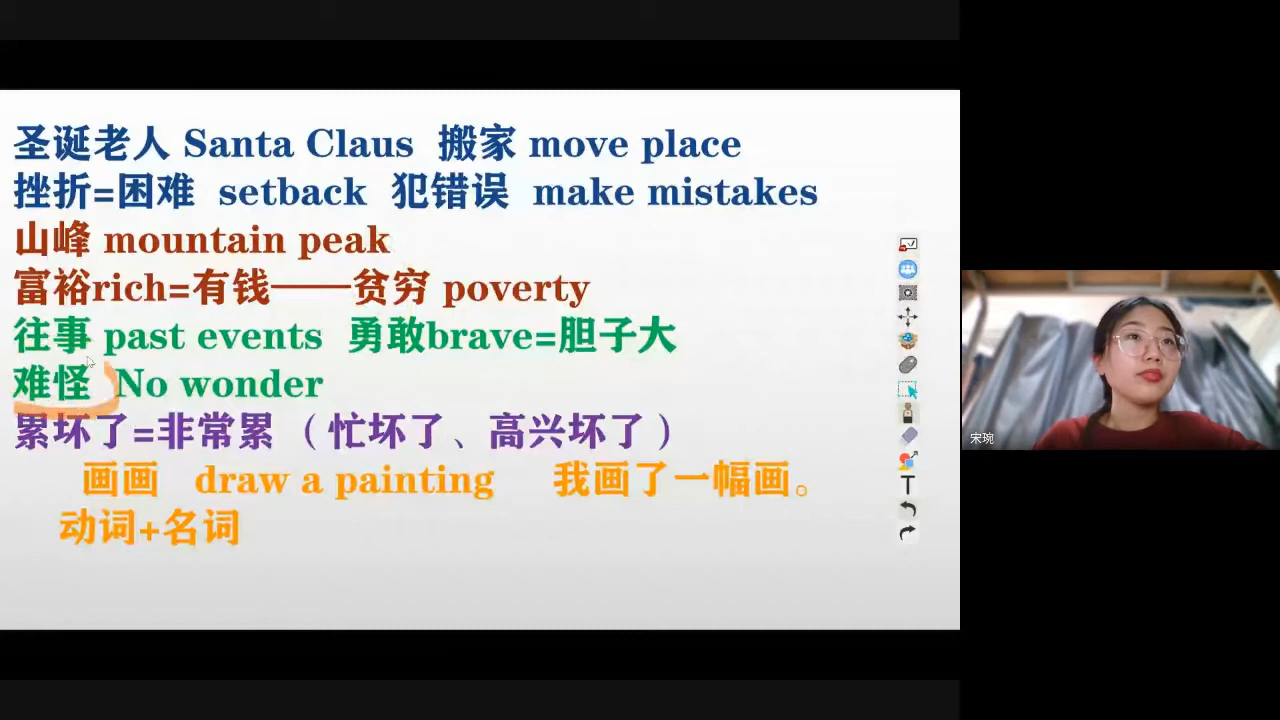 圣诞老人 Santa Claus 搬家 move place
挫折=困难 setback 犯错误 make mistakes
山峰 mountain peak
富裕rich=有钱——贫穷 poverty
往事 past events 勇敢brave=胆子大
难怪 No wonder
累坏了=非常累 （忙坏了、高兴坏了）
画画 draw a painting 我画了一幅画。
动词+名词
宋琬
T